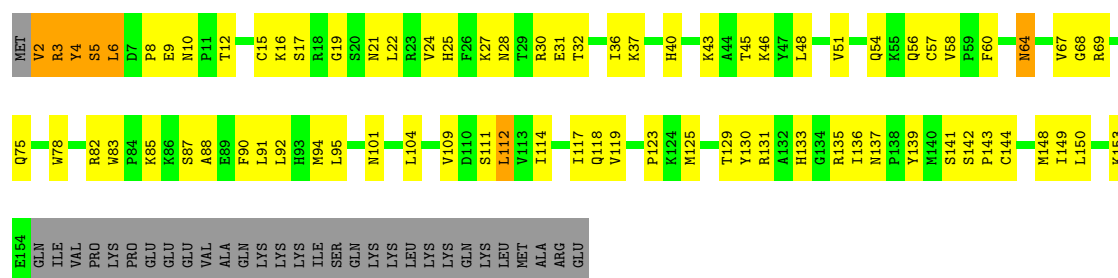 MET V2 R3 Y4 S5 L6 D7 P8 E9 N10 P11 T12 C15 K16 S17 R18 G19 S20 N21 L22 R23 V24 H25 F26 K27 N28 T29 R30 E31 T32 I36 K37 H40 K43 A44 T45 K46 Y47 L48 V51 Q54 K55 Q56 C57 V58 P59 F60 N64 V67 G68 R69
Q75 W78 R82 W83 P84 K85 K86 S87 A88 E89 F90 L91 L92 H93 M94 L95 N101 L104 V109 D110 S111 L112 V113 I114 I117 Q118 V119 P123 K124 M125 T129 Y130 R131 A132 H133 G134 R135 I136 N137 P138 Y139 M140 S141 S142 P143 C144 M148 I149 L150 K153
E154 GLN ILE VAL PRO LYS PRO GLU GLU GLU VAL ALA GLN LYS LYS LYS ILE SER GLN LYS LYS LEU LYS LYS GLN LYS LEU MET ALA ARG GLU